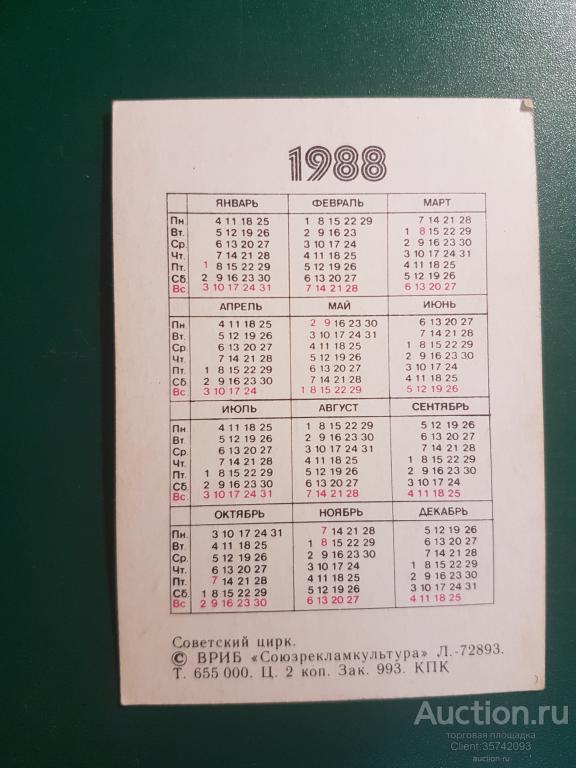 1988
ЯНВАРЬ ФЕВРАЛЬ МАРТ
Пн. 4 11 18 25 1 8 15 22 29 7 14 21 28
Вт. 5 12 19 26 2 9 16 23 1 8 15 22 29
Ср. 6 13 20 27 3 10 17 24 2 9 16 23 30
Чт. 7 14 21 28 4 11 18 25 3 10 17 24 31
Пт. 1 8 15 22 29 5 12 19 26 4 11 18 25
Сб. 2 9 16 23 30 6 13 20 27 5 12 19 26
Вс. 3 10 17 24 31 7 14 21 28 6 13 20 27
АПРЕЛЬ МАЙ ИЮНЬ
Пн. 4 11 18 25 2 9 16 23 30 6 13 20 27
Вт. 5 12 19 26 3 10 17 24 31 7 14 21 28
Ср. 6 13 20 27 4 11 18 25 1 8 15 22 29
Чт. 7 14 21 28 5 12 19 26 2 9 16 23 30
Пт. 1 8 15 22 29 6 13 20 27 3 10 17 24
Сб. 2 9 16 23 30 7 14 21 28 4 11 18 25
Вс. 3 10 17 24 1 8 15 22 29 5 12 19 26
ИЮЛЬ АВГУСТ СЕНТЯБРЬ
Пн. 4 11 18 25 1 8 15 22 29 5 12 19 26
Вт. 5 12 19 26 2 9 16 23 30 6 13 20 27
Ср. 6 13 20 27 3 10 17 24 31 7 14 21 28
Чт. 7 14 21 28 4 11 18 25 1 8 15 22 29
Пт. 1 8 15 22 29 5 12 19 26 2 9 16 23 30
Сб. 2 9 16 23 30 6 13 20 27 3 10 17 24
Вс. 3 10 17 24 31 7 14 21 28 4 11 18 25
ОКТЯБРЬ НОЯБРЬ ДЕКАБРЬ
Пн. 3 10 17 24 31 7 14 21 28 5 12 19 26
Вт. 4 11 18 25 1 8 15 22 29 6 13 20 27
Ср. 5 12 19 26 2 9 16 23 30 7 14 21 28
Чт. 6 13 20 27 3 10 17 24 1 8 15 22 29
Пт. 7 14 21 28 4 11 18 25 2 9 16 23 30
Сб. 1 8 15 22 29 5 12 19 26 3 10 17 24 31
Вс 2 9 16 23 30 6 13 20 27 4 11 18 25
Советский цирк.
© ВРИБ «Союзрекламкультура» Л.-72893.
Т. 655 000. Ц. 2 коп. Зак. 993. КПК
Auction.ru
торговая площадка
Client:35742093
auction.ru